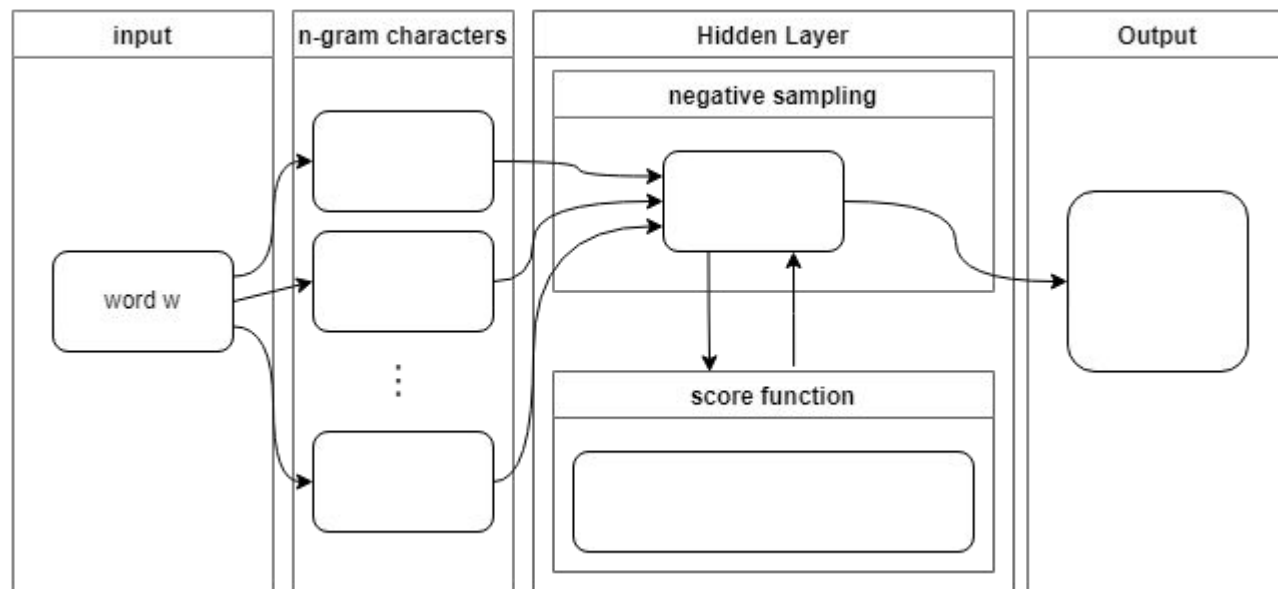 input
n-gram characters
Hidden Layer
Output
negative sampling
word w
score function